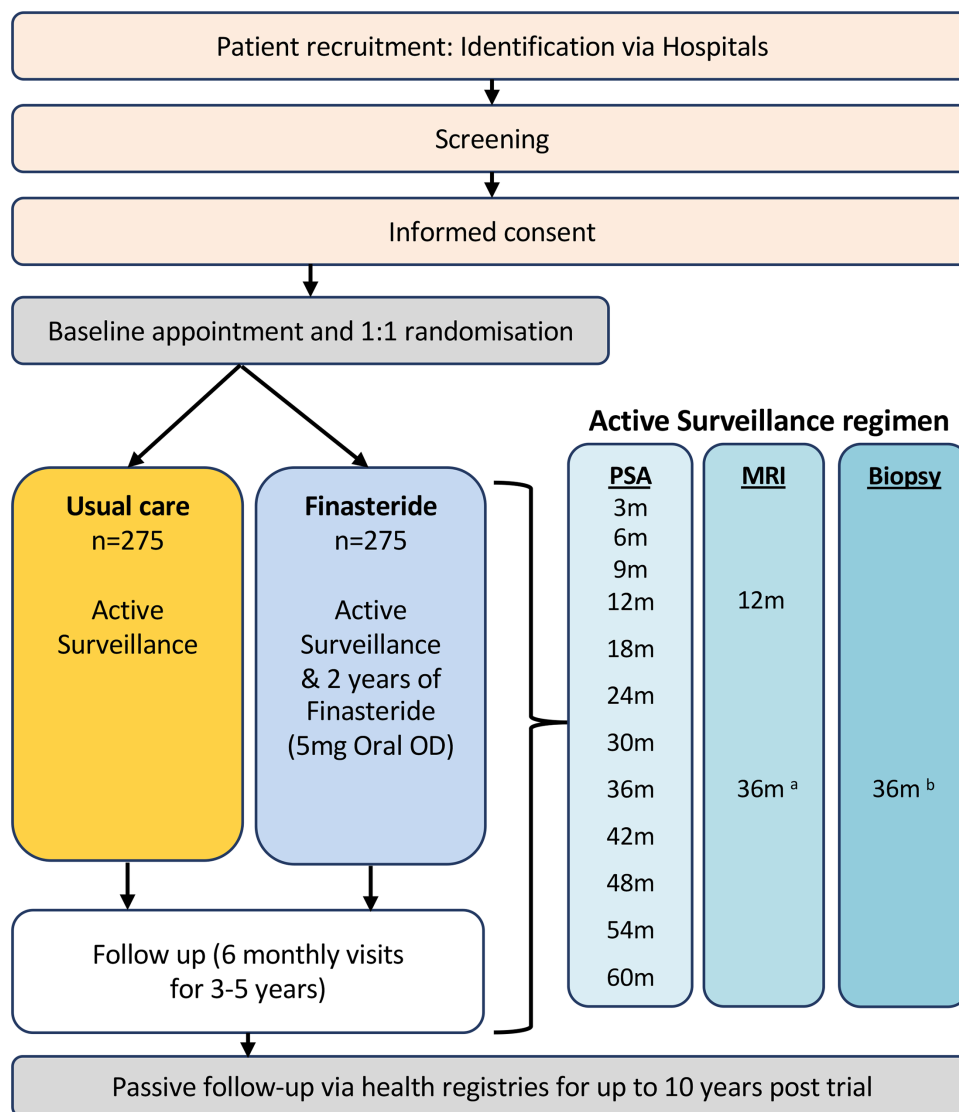 Patient recruitment: Identification via Hospitals
Screening
Informed consent
Baseline appointment and 1:1 randomisation
Usual care
n=275
Active
Surveillance
Finasteride
n=275
Active
Surveillance
& 2 years of
Finasteride
(5mg Oral OD)
Active Surveillance regimen
PSA
3m
6m
9m
12m
18m
24m
30m
36m
42m
48m
54m
60m
MRI
12m
36m ᵃ
Biopsy
36m ᵇ
Follow up (6 monthly visits
for 3-5 years)
Passive follow-up via health registries for up to 10 years post trial